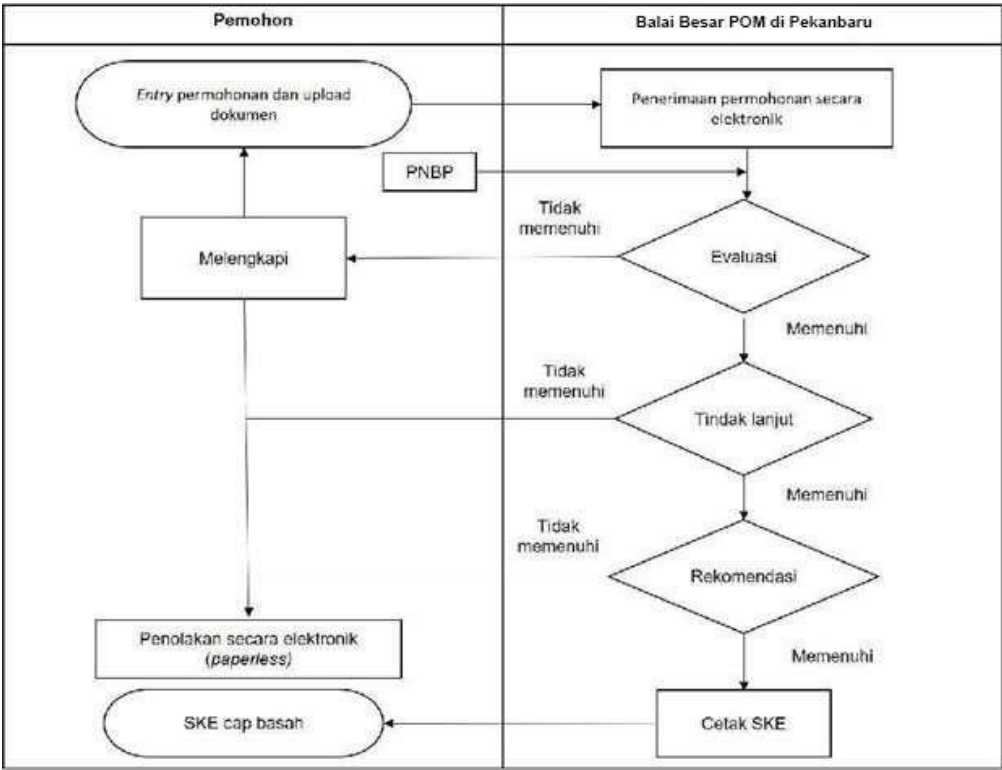 Pemohon
Balai Besar POM di Pekanbaru
Entry permohonan dan upload
dokumen
Penerimaan permohonan secara
elektronik
PNBP
Tidak
memenuhi
Melengkapi
Evaluasi
Memenuhi
Tidak
memenuhi
Tindak lanjut
Memenuhi
Tidak
memenuhi
Rekomendasi
Penolakan secara elektronik
(paperless)
Memenuhi
SKE cap basah
Cetak SKE